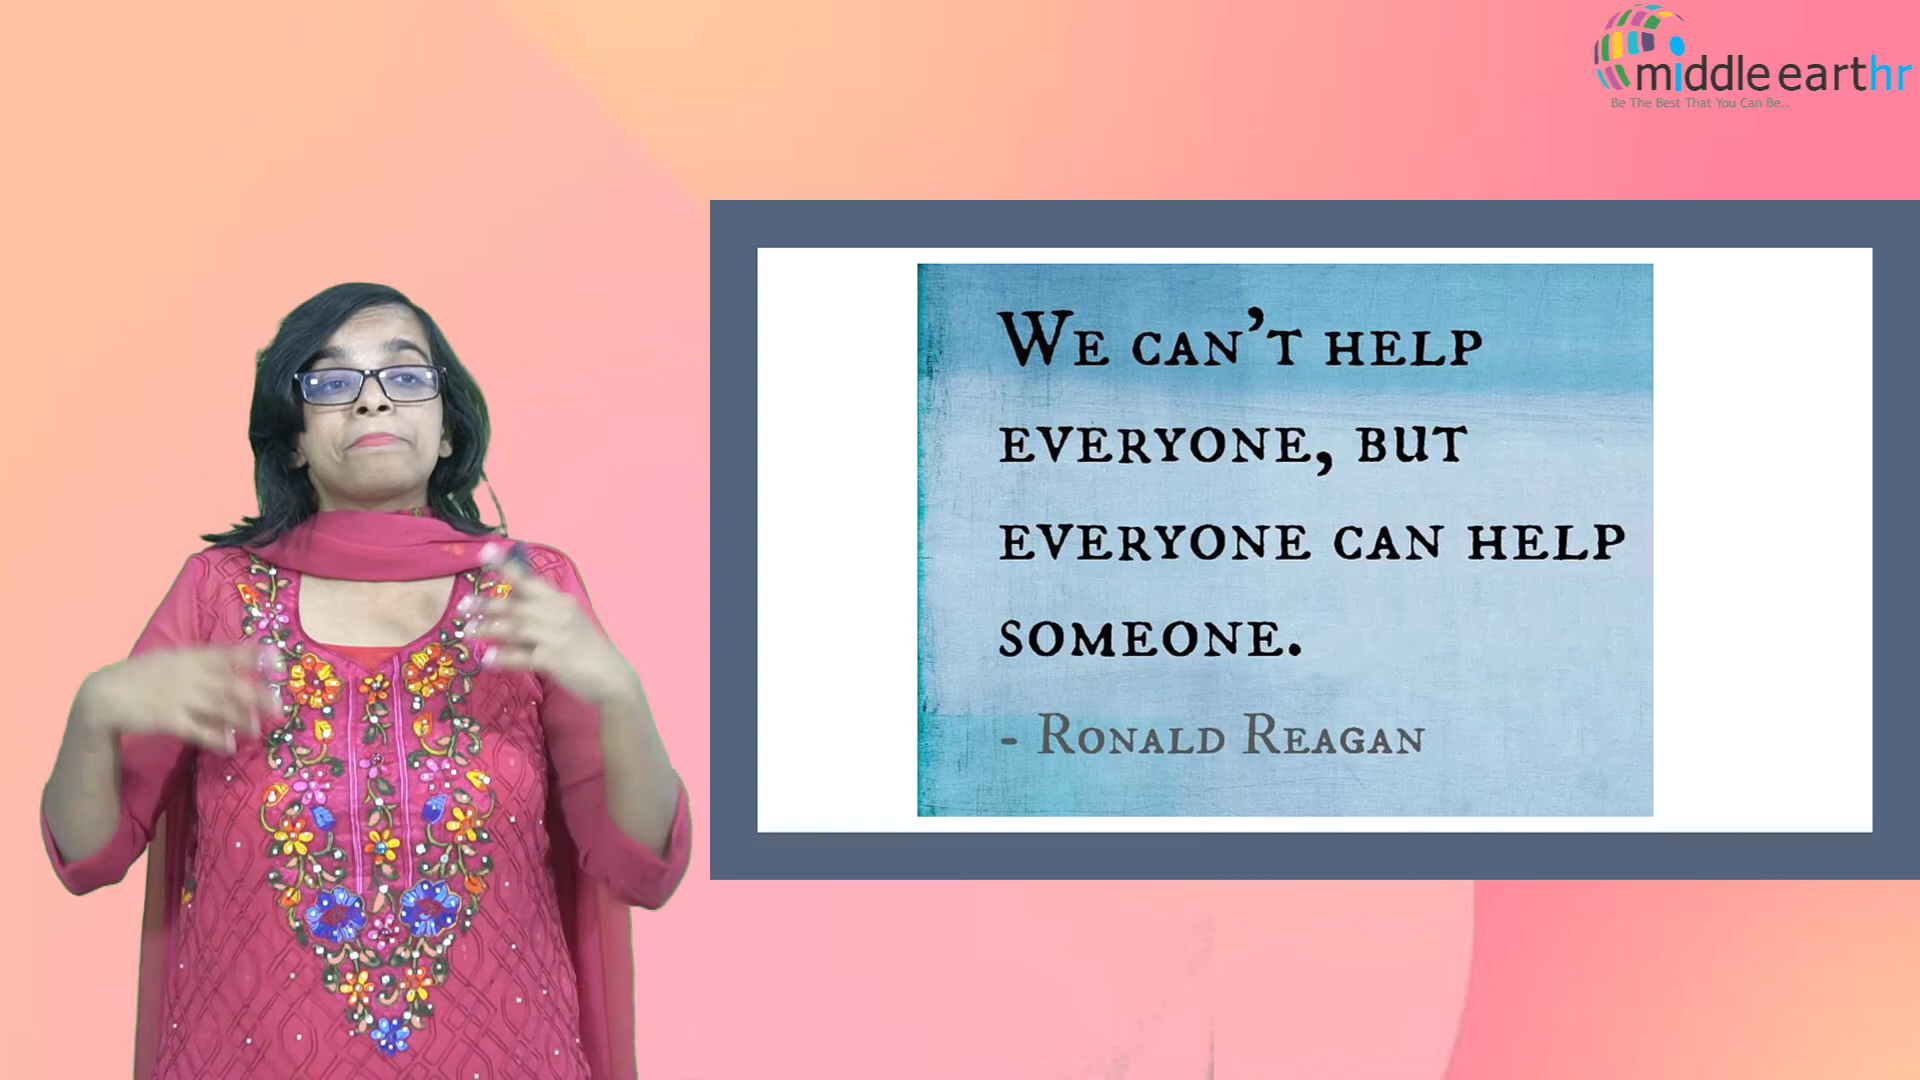 middle earthr
Be The Best That You Can Be..
We can't help
everyone, but
everyone can help
someone.
- Ronald Reagan